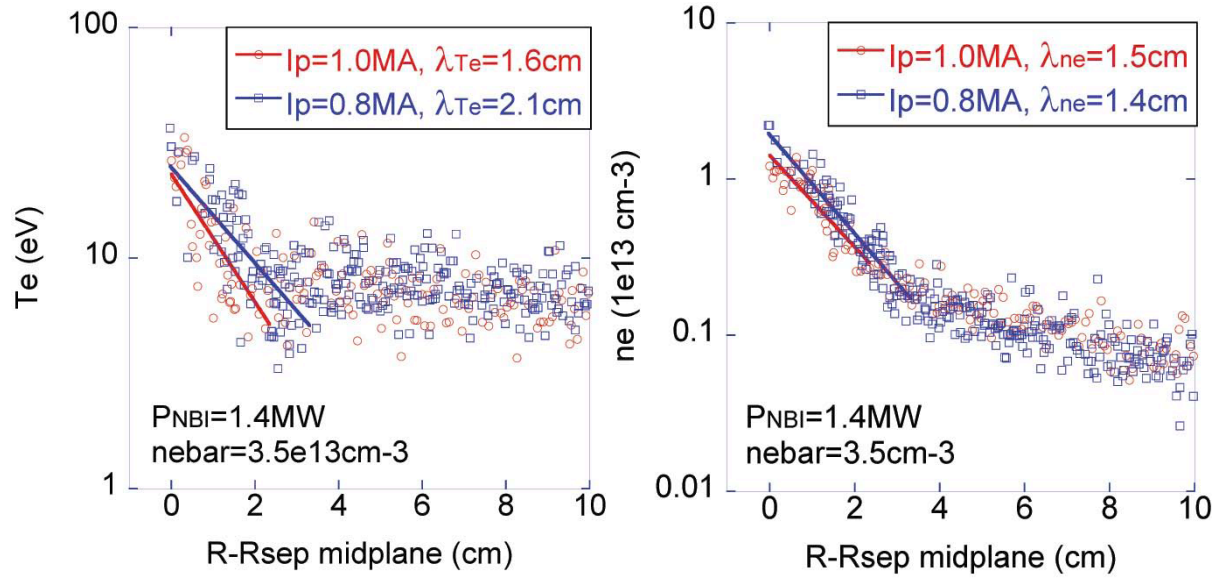 100
10
1
Te (eV)
Ip=1.0MA, λTe=1.6cm
Ip=0.8MA, λTe=2.1cm
PNBI=1.4MW
nebar=3.5e13cm-3
0 2 4 6 8 10
R-Rsep midplane (cm)
10
1
0.1
0.01
ne (1e13 cm-3)
Ip=1.0MA, λne=1.5cm
Ip=0.8MA, λne=1.4cm
PNBI=1.4MW
nebar=3.5cm-3
0 2 4 6 8 10
R-Rsep midplane (cm)